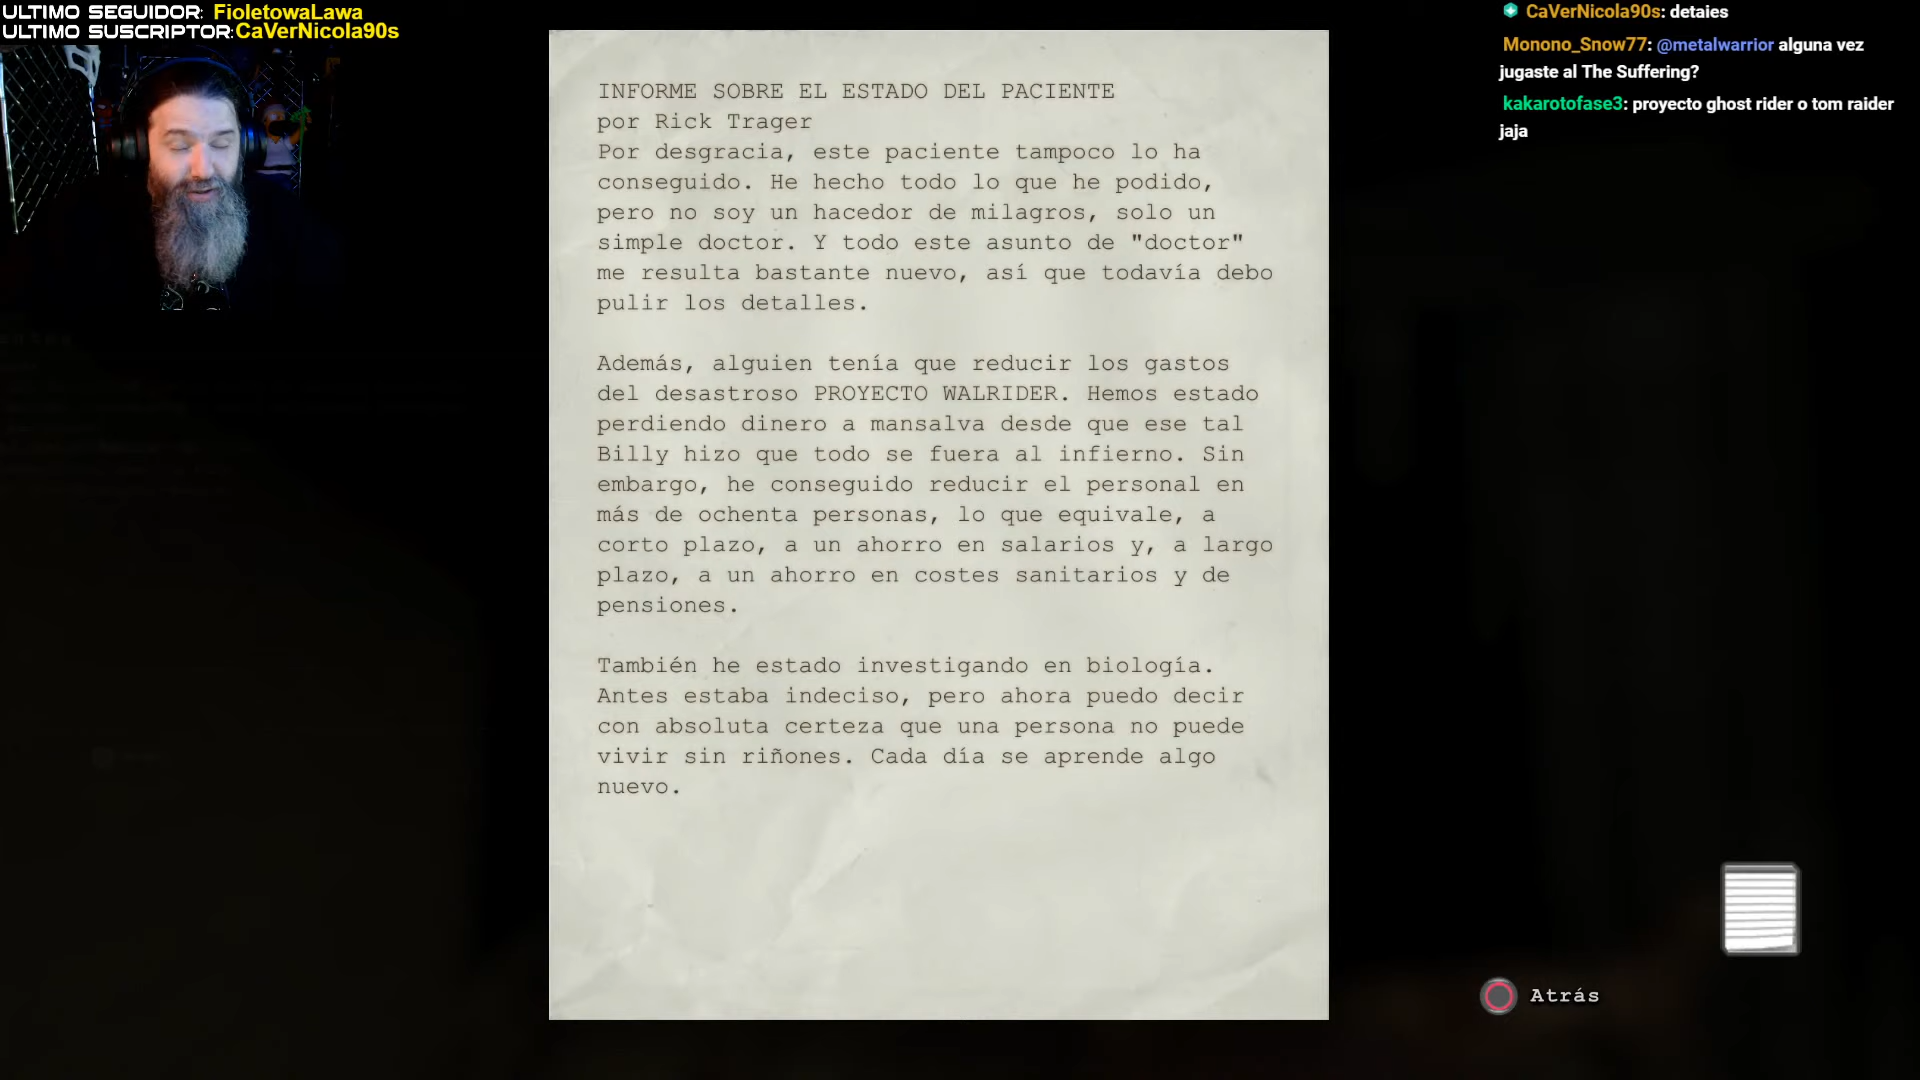 ULTIMO SEGUIDOR: FioletowaLawa
ULTIMO SUSCRIPTOR:CaVerNicola90s
INFORME SOBRE EL ESTADO DEL PACIENTE
por Rick Trager
Por desgracia, este paciente tampoco lo ha
conseguido. He hecho todo lo que he podido,
pero no soy un hacedor de milagros, solo un
simple doctor. Y todo este asunto de "doctor"
me resulta bastante nuevo, así que todavía debo
pulir los detalles.
Además, alguien tenía que reducir los gastos
del desastroso PROYECTO WALRIDER. Hemos estado
perdiendo dinero a mansalva desde que ese tal
Billy hizo que todo se fuera al infierno. Sin
embargo, he conseguido reducir el personal en
más de ochenta personas, lo que equivale, a
corto plazo, a un ahorro en salarios y, a largo
plazo, a un ahorro en costes sanitarios y de
pensiones.
También he estado investigando en biología.
Antes estaba indeciso, pero ahora puedo decir
con absoluta certeza que una persona no puede
vivir sin riñones. Cada día se aprende algo
nuevo.
CaVerNicola90s: detaies
Monono_Snow77: @metalwarrior alguna vez
jugaste al The Suffering?
kakarotofase3: proyecto ghost rider o tom raider
jaja
Atrás